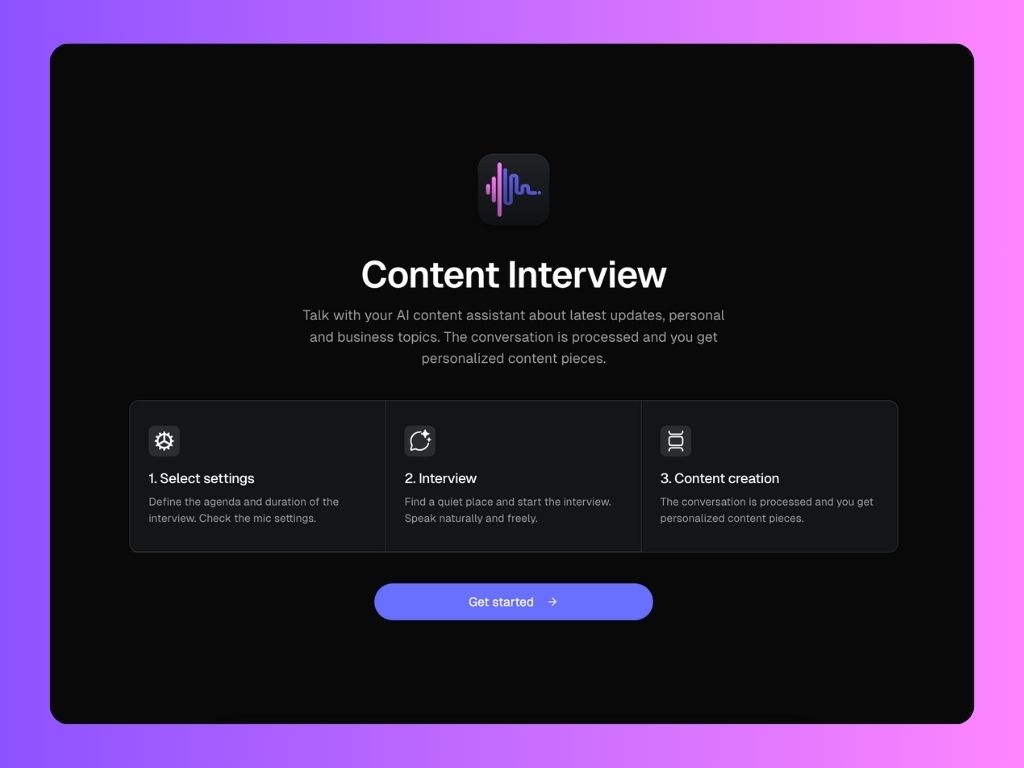 Content Interview
Talk with your AI content assistant about latest updates, personal
and business topics. The conversation is processed and you get
personalized content pieces.
1. Select settings
Define the agenda and duration of the
interview. Check the mic settings.
2. Interview
Find a quiet place and start the interview.
Speak naturally and freely.
3. Content creation
The conversation is processed and you get
personalized content pieces.
Get started →